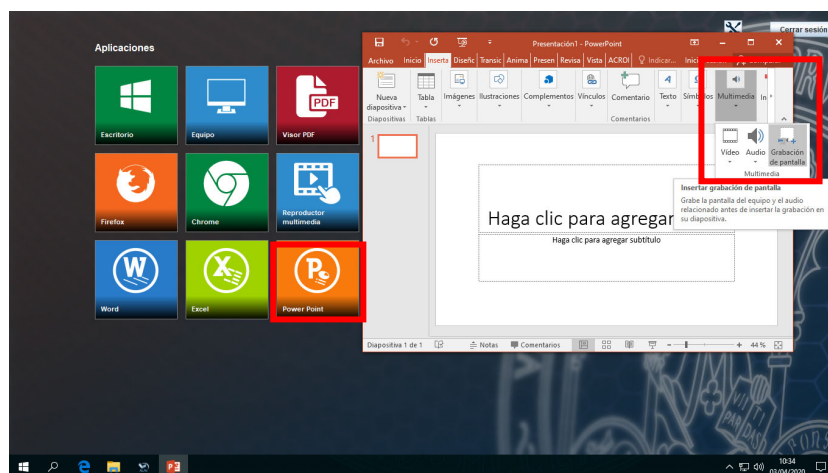 Aplicaciones
Cerrar sesión
Escritorio
Equipo
PDF
Visor PDF
Firefox
Chrome
Reproductor
multimedia
W
Word
X
Excel
P
Power Point
Presentación1 - PowerPoint
Archivo Inicio Inserta Diseñc Transic Anima Presen Revisa Vista ACROI Indicar...
Nueva
diapositiva
Tabla
Imágenes
Ilustraciones
Complementos
Vínculos
Comentario
Texto
Símbolos
Multimedia
Diapositivas
Tablas
Comentarios
1
Vídeo
Audio
Grabación
de pantalla
Multimedia
Insertar grabación de pantalla
Grabe la pantalla del equipo y el audio
relacionado antes de insertar la grabación en
su diapositiva.
Haga clic para agregar
Haga clic para agregar subtítulo
Diapositiva 1 de 1
Notas
Comentarios
44 %
10:34
03/04/2020